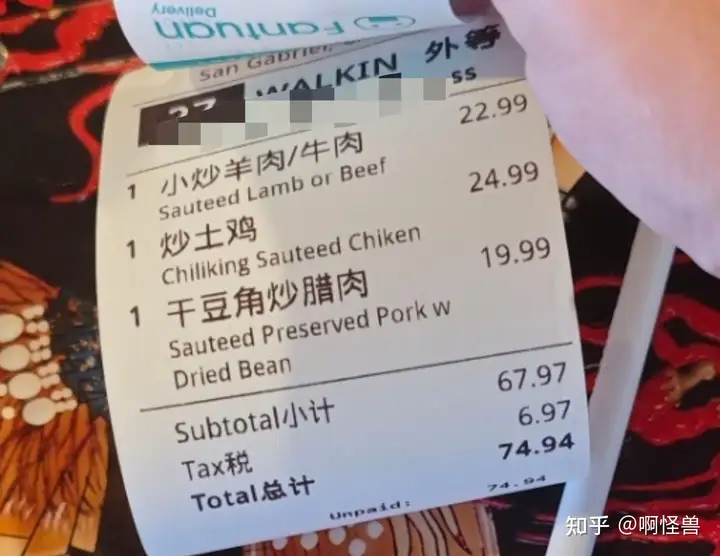 Fantuan
Delivery
San Gabriel,
WALKIN 外等
ss
22.99
1 小炒羊肉/牛肉
Sauteed Lamb or Beef
24.99
1 炒土鸡
Chiliking Sauteed Chiken
19.99
1 干豆角炒腊肉
Sauteed Preserved Pork w
Dried Bean
Subtotal小计 67.97
Tax税 6.97
Total总计 74.94
Unpaid: 74.94
知乎 @啊怪兽